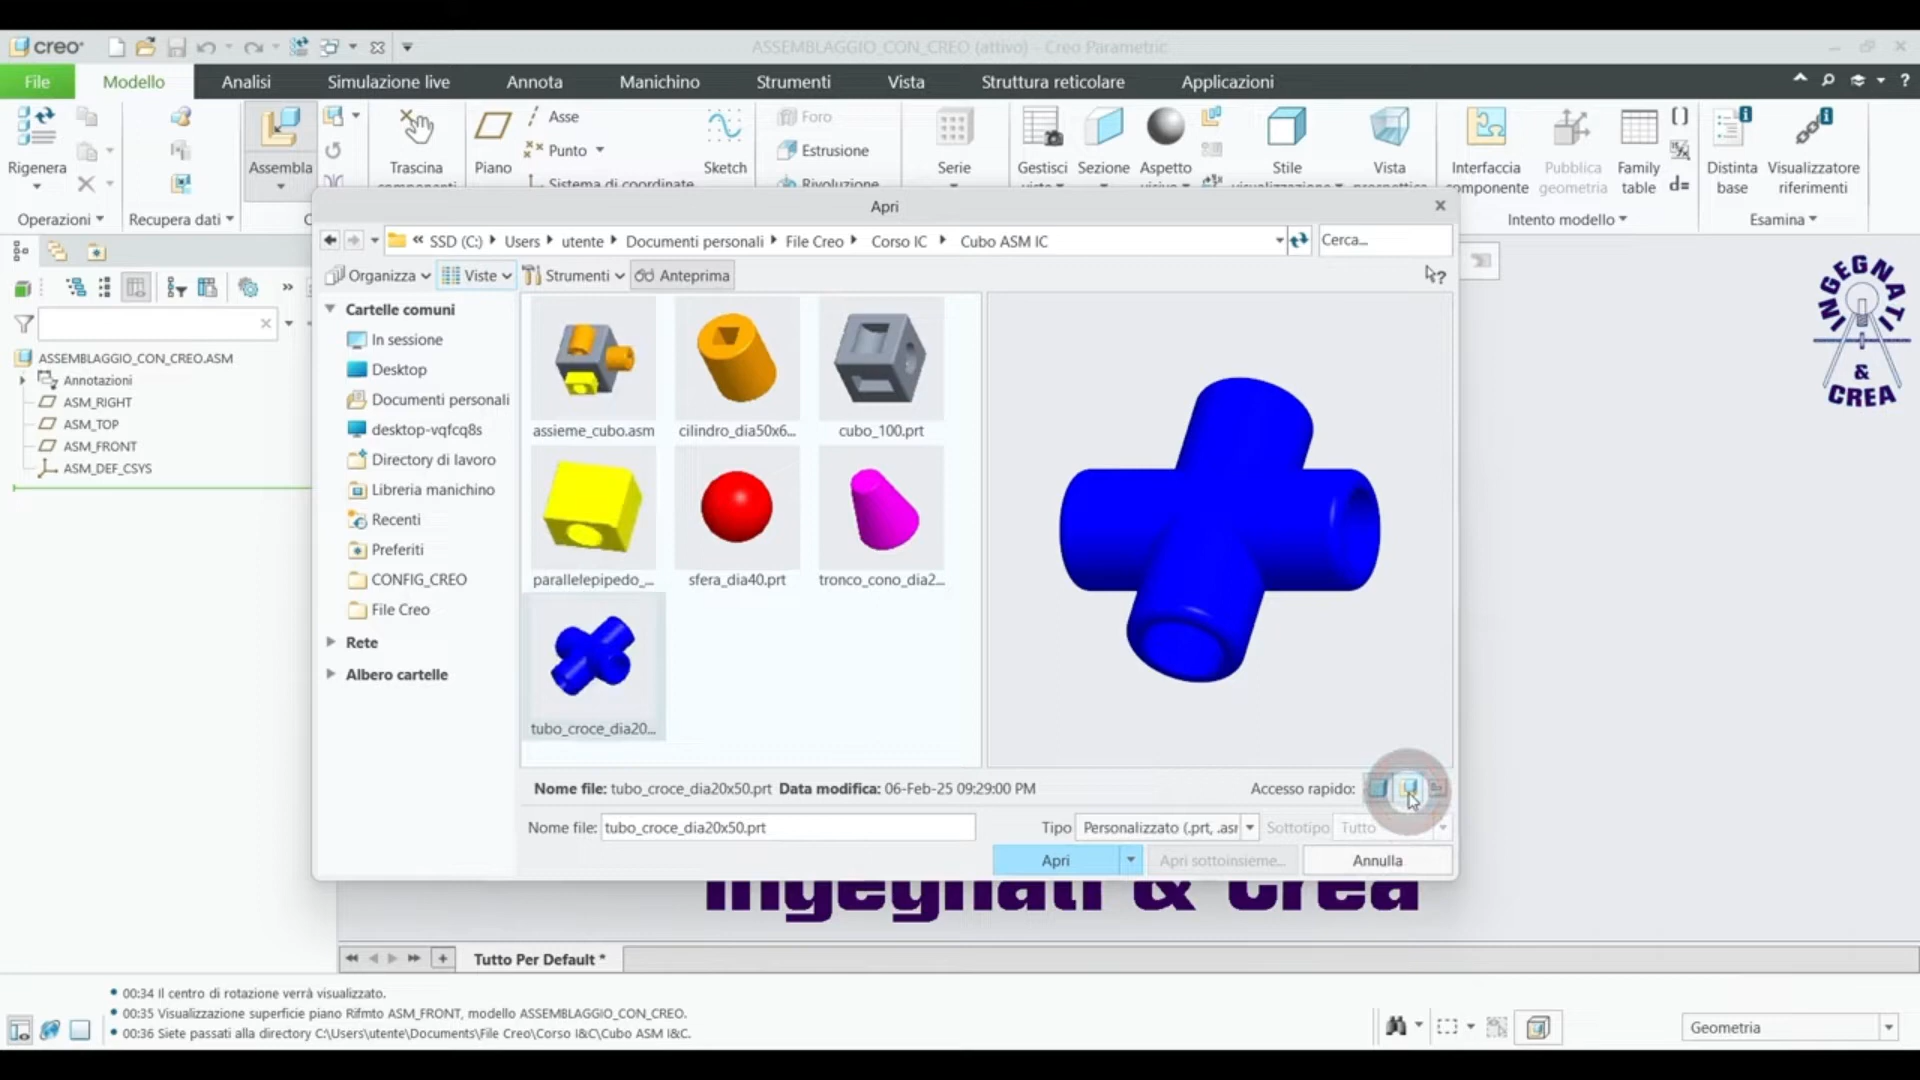 creo
ASSEMBLAGGIO_CON_CREO (attivo) - Creo Parametric
File Modello Analisi Simulazione live Annota Manichino Strumenti Vista Struttura reticolare Applicazioni
Rigenera
Operazioni
Recupera dati
Assembla
Trascina
componenti
Piano
Asse
Punto
Sistema di coordinate
Sketch
Foro
Estrusione
Rivoluzione
Serie
Gestisci
viste
Sezione
Aspetto
visivo
Stile
visualizzazione
Vista
prospettica
Interfaccia
componente
Pubblica
geometria
Family
table
d=
Intento modello
Distinta
base
Visualizzatore
riferimenti
Esamina
ASSEMBLAGGIO_CON_CREO.ASM
Annotazioni
ASM_RIGHT
ASM_TOP
ASM_FRONT
ASM_DEF_CSYS
Apri
« SSD (C:) Users utente Documenti personali File Creo Corso IC Cubo ASM IC
Cerca...
Organizza Viste Strumenti Anteprima
Cartelle comuni
In sessione
Desktop
Documenti personali
desktop-vqfcq8s
Directory di lavoro
Libreria manichino
Recenti
Preferiti
CONFIG_CREO
File Creo
Rete
Albero cartelle
assieme_cubo.asm
cilindro_dia50x6...
cubo_100.prt
parallelepipedo_...
sfera_dia40.prt
tronco_cono_dia2...
tubo_croce_dia20...
Nome file: tubo_croce_dia20x50.prt Data modifica: 06-Feb-25 09:29:00 PM
Accesso rapido:
Nome file: tubo_croce_dia20x50.prt
Tipo Personalizzato (.prt, .asr
Sottotipo Tutto
Apri
Apri sottoinsieme...
Annulla
INGEGNATI
&
CREA
Ingegnati & Crea
Tutto Per Default *
00:34 Il centro di rotazione verrà visualizzato.
00:35 Visualizzazione superficie piano Rifmto ASM_FRONT, modello ASSEMBLAGGIO_CON_CREO.
00:36 Siete passati alla directory C:\Users\utente\Documents\File Creo\Corso I&C\Cubo ASM I&C.
Geometria